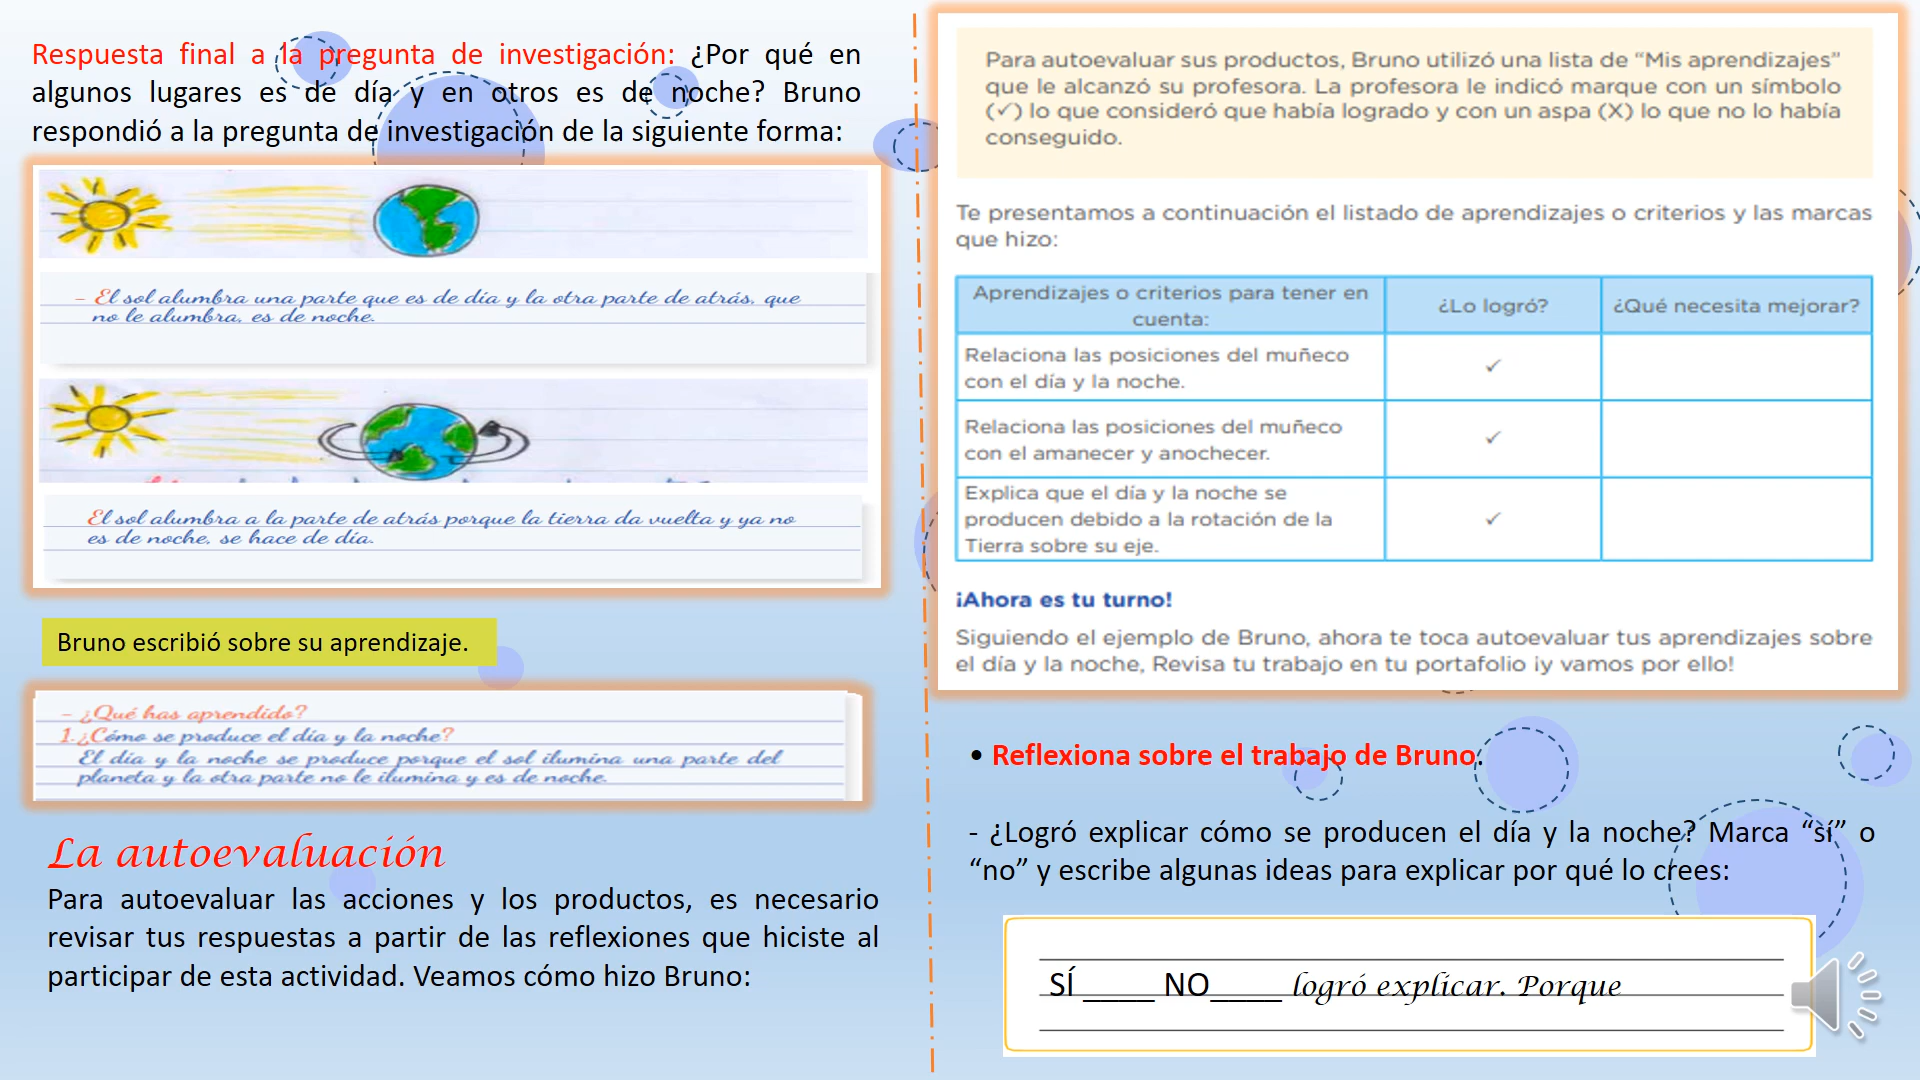 Respuesta final a la pregunta de investigación: ¿Por qué en
algunos lugares es de día y en otros es de noche? Bruno
respondió a la pregunta de investigación de la siguiente forma:
- El sol alumbra una parte que es de día y la otra parte de atrás, que
no le alumbra, es de noche.
El sol alumbra a la parte de atrás porque la tierra da vuelta y ya no
es de noche, se hace de día.
Bruno escribió sobre su aprendizaje.
- ¿Qué has aprendido?
1.¿Cómo se produce el día y la noche?
El día y la noche se produce porque el sol ilumina una parte del
planeta y la otra parte no le ilumina y es de noche.
La autoevaluación
Para autoevaluar las acciones y los productos, es necesario
revisar tus respuestas a partir de las reflexiones que hiciste al
participar de esta actividad. Veamos cómo hizo Bruno:
Para autoevaluar sus productos, Bruno utilizó una lista de “Mis aprendizajes”
que le alcanzó su profesora. La profesora le indicó marque con un símbolo
(✓) lo que consideró que había logrado y con un aspa (X) lo que no lo había
conseguido.
Te presentamos a continuación el listado de aprendizajes o criterios y las marcas
que hizo:
Aprendizajes o criterios para tener en
cuenta:
¿Lo logró?
¿Qué necesita mejorar?
Relaciona las posiciones del muñeco
con el día y la noche.
✓
Relaciona las posiciones del muñeco
con el amanecer y anochecer.
✓
Explica que el día y la noche se
producen debido a la rotación de la
Tierra sobre su eje.
✓
¡Ahora es tu turno!
Siguiendo el ejemplo de Bruno, ahora te toca autoevaluar tus aprendizajes sobre
el día y la noche, Revisa tu trabajo en tu portafolio ¡y vamos por ello!
• Reflexiona sobre el trabajo de Bruno.
- ¿Logró explicar cómo se producen el día y la noche? Marca “sí” o
“no” y escribe algunas ideas para explicar por qué lo crees:
SÍ ____ NO____ logró explicar. Porque